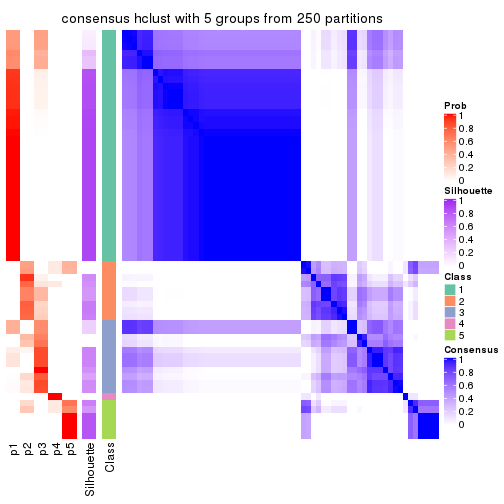 consensus hclust with 5 groups from 250 partitions
Prob
1
0.8
0.6
0.4
0.2
0
Silhouette
1
0.8
0.6
0.4
0.2
0
Class
1
2
3
4
5
Consensus
1
0.8
0.6
0.4
0.2
0
p1
p2
p3
p4
p5
Silhouette
Class